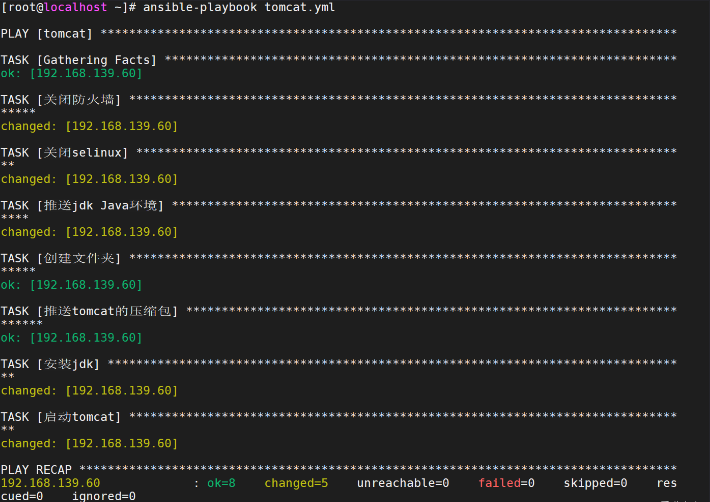 [root@localhost ~]# ansible-playbook tomcat.yml
PLAY [tomcat] **********************************************************************************
TASK [Gathering Facts] *************************************************************************
ok: [192.168.139.60]
TASK [关闭防火墙] ******************************************************************************
*****
changed: [192.168.139.60]
TASK [关闭selinux] *****************************************************************************
**
changed: [192.168.139.60]
TASK [推送jdk Java环境] ************************************************************************
****
changed: [192.168.139.60]
TASK [创建文件夹] ******************************************************************************
*****
ok: [192.168.139.60]
TASK [推送tomcat的压缩包] **********************************************************************
******
ok: [192.168.139.60]
TASK [安装jdk] *********************************************************************************
**
changed: [192.168.139.60]
TASK [启动tomcat] ******************************************************************************
**
changed: [192.168.139.60]
PLAY RECAP *************************************************************************************
192.168.139.60             : ok=8    changed=5    unreachable=0    failed=0    skipped=0    res
cued=0    ignored=0